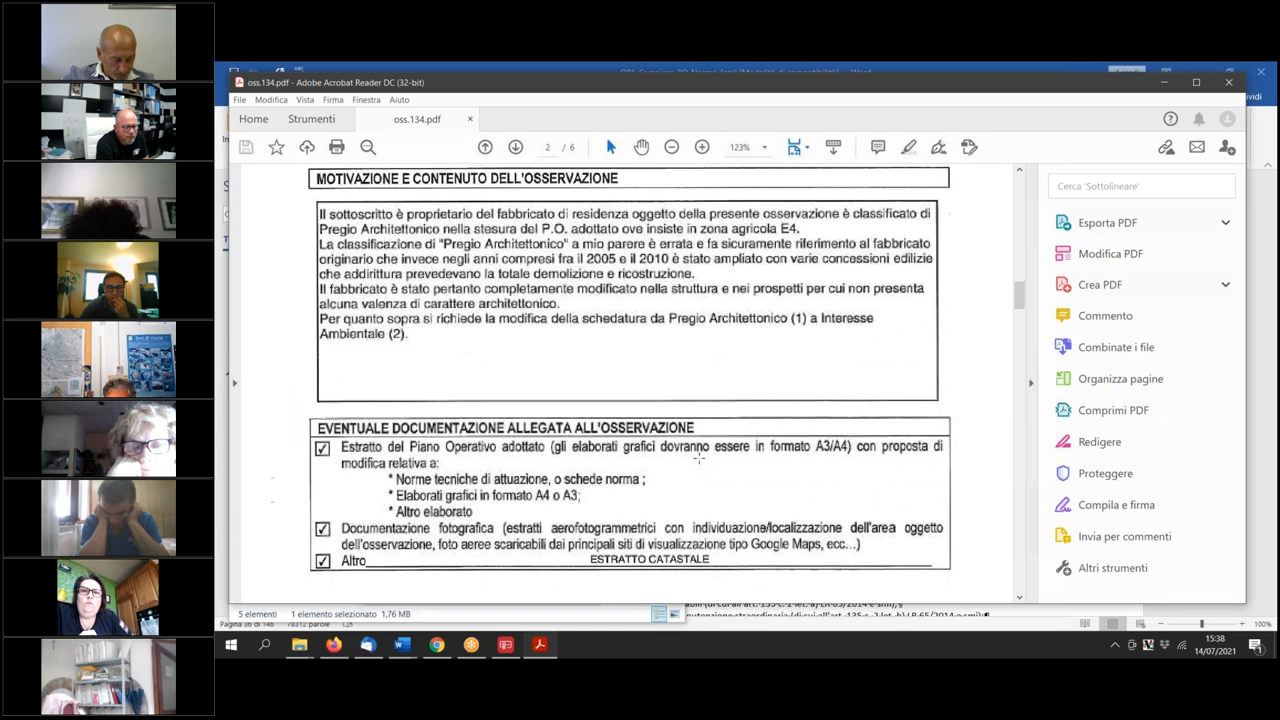 oss.134.pdf - Adobe Acrobat Reader DC (32-bit)
File Modifica Vista Firma Finestra Aiuto
Home Strumenti oss.134.pdf ×
2 / 6 123%
MOTIVAZIONE E CONTENUTO DELL'OSSERVAZIONE
Il sottoscritto è proprietario del fabbricato di residenza oggetto della presente osservazione è classificato di
Pregio Architettonico nella stesura del P.O. adottato ove insiste in zona agricola E4.
La classificazione di "Pregio Architettonico" a mio parere è errata e fa sicuramente riferimento al fabbricato
originario che invece negli anni compresi fra il 2005 e il 2010 è stato ampliato con varie concessioni edilizie
che addirittura prevedevano la totale demolizione e ricostruzione.
Il fabbricato è stato pertanto completamente modificato nella struttura e nei prospetti per cui non presenta
alcuna valenza di carattere architettonico.
Per quanto sopra si richiede la modifica della schedatura da Pregio Architettonico (1) a Interesse
Ambientale (2).
EVENTUALE DOCUMENTAZIONE ALLEGATA ALL'OSSERVAZIONE
Estratto del Piano Operativo adottato (gli elaborati grafici dovranno essere in formato A3/A4) con proposta di
modifica relativa a:
* Norme tecniche di attuazione, o schede norma ;
* Elaborati grafici in formato A4 o A3;
* Altro elaborato
Documentazione fotografica (estratti aerofotogrammetrici con individuazione/localizzazione dell'area oggetto
dell'osservazione, foto aeree scaricabili dai principali siti di visualizzazione tipo Google Maps, ecc...)
Altro ESTRATTO CATASTALE
Cerca 'Sottolineare'
Esporta PDF
Modifica PDF
Crea PDF
Commento
Combinate i file
Organizza pagine
Comprimi PDF
Redigere
Proteggere
Compila e firma
Invia per commenti
Altri strumenti
5 elementi 1 elemento selezionato 1,76 MB
100%
15:38
14/07/2021